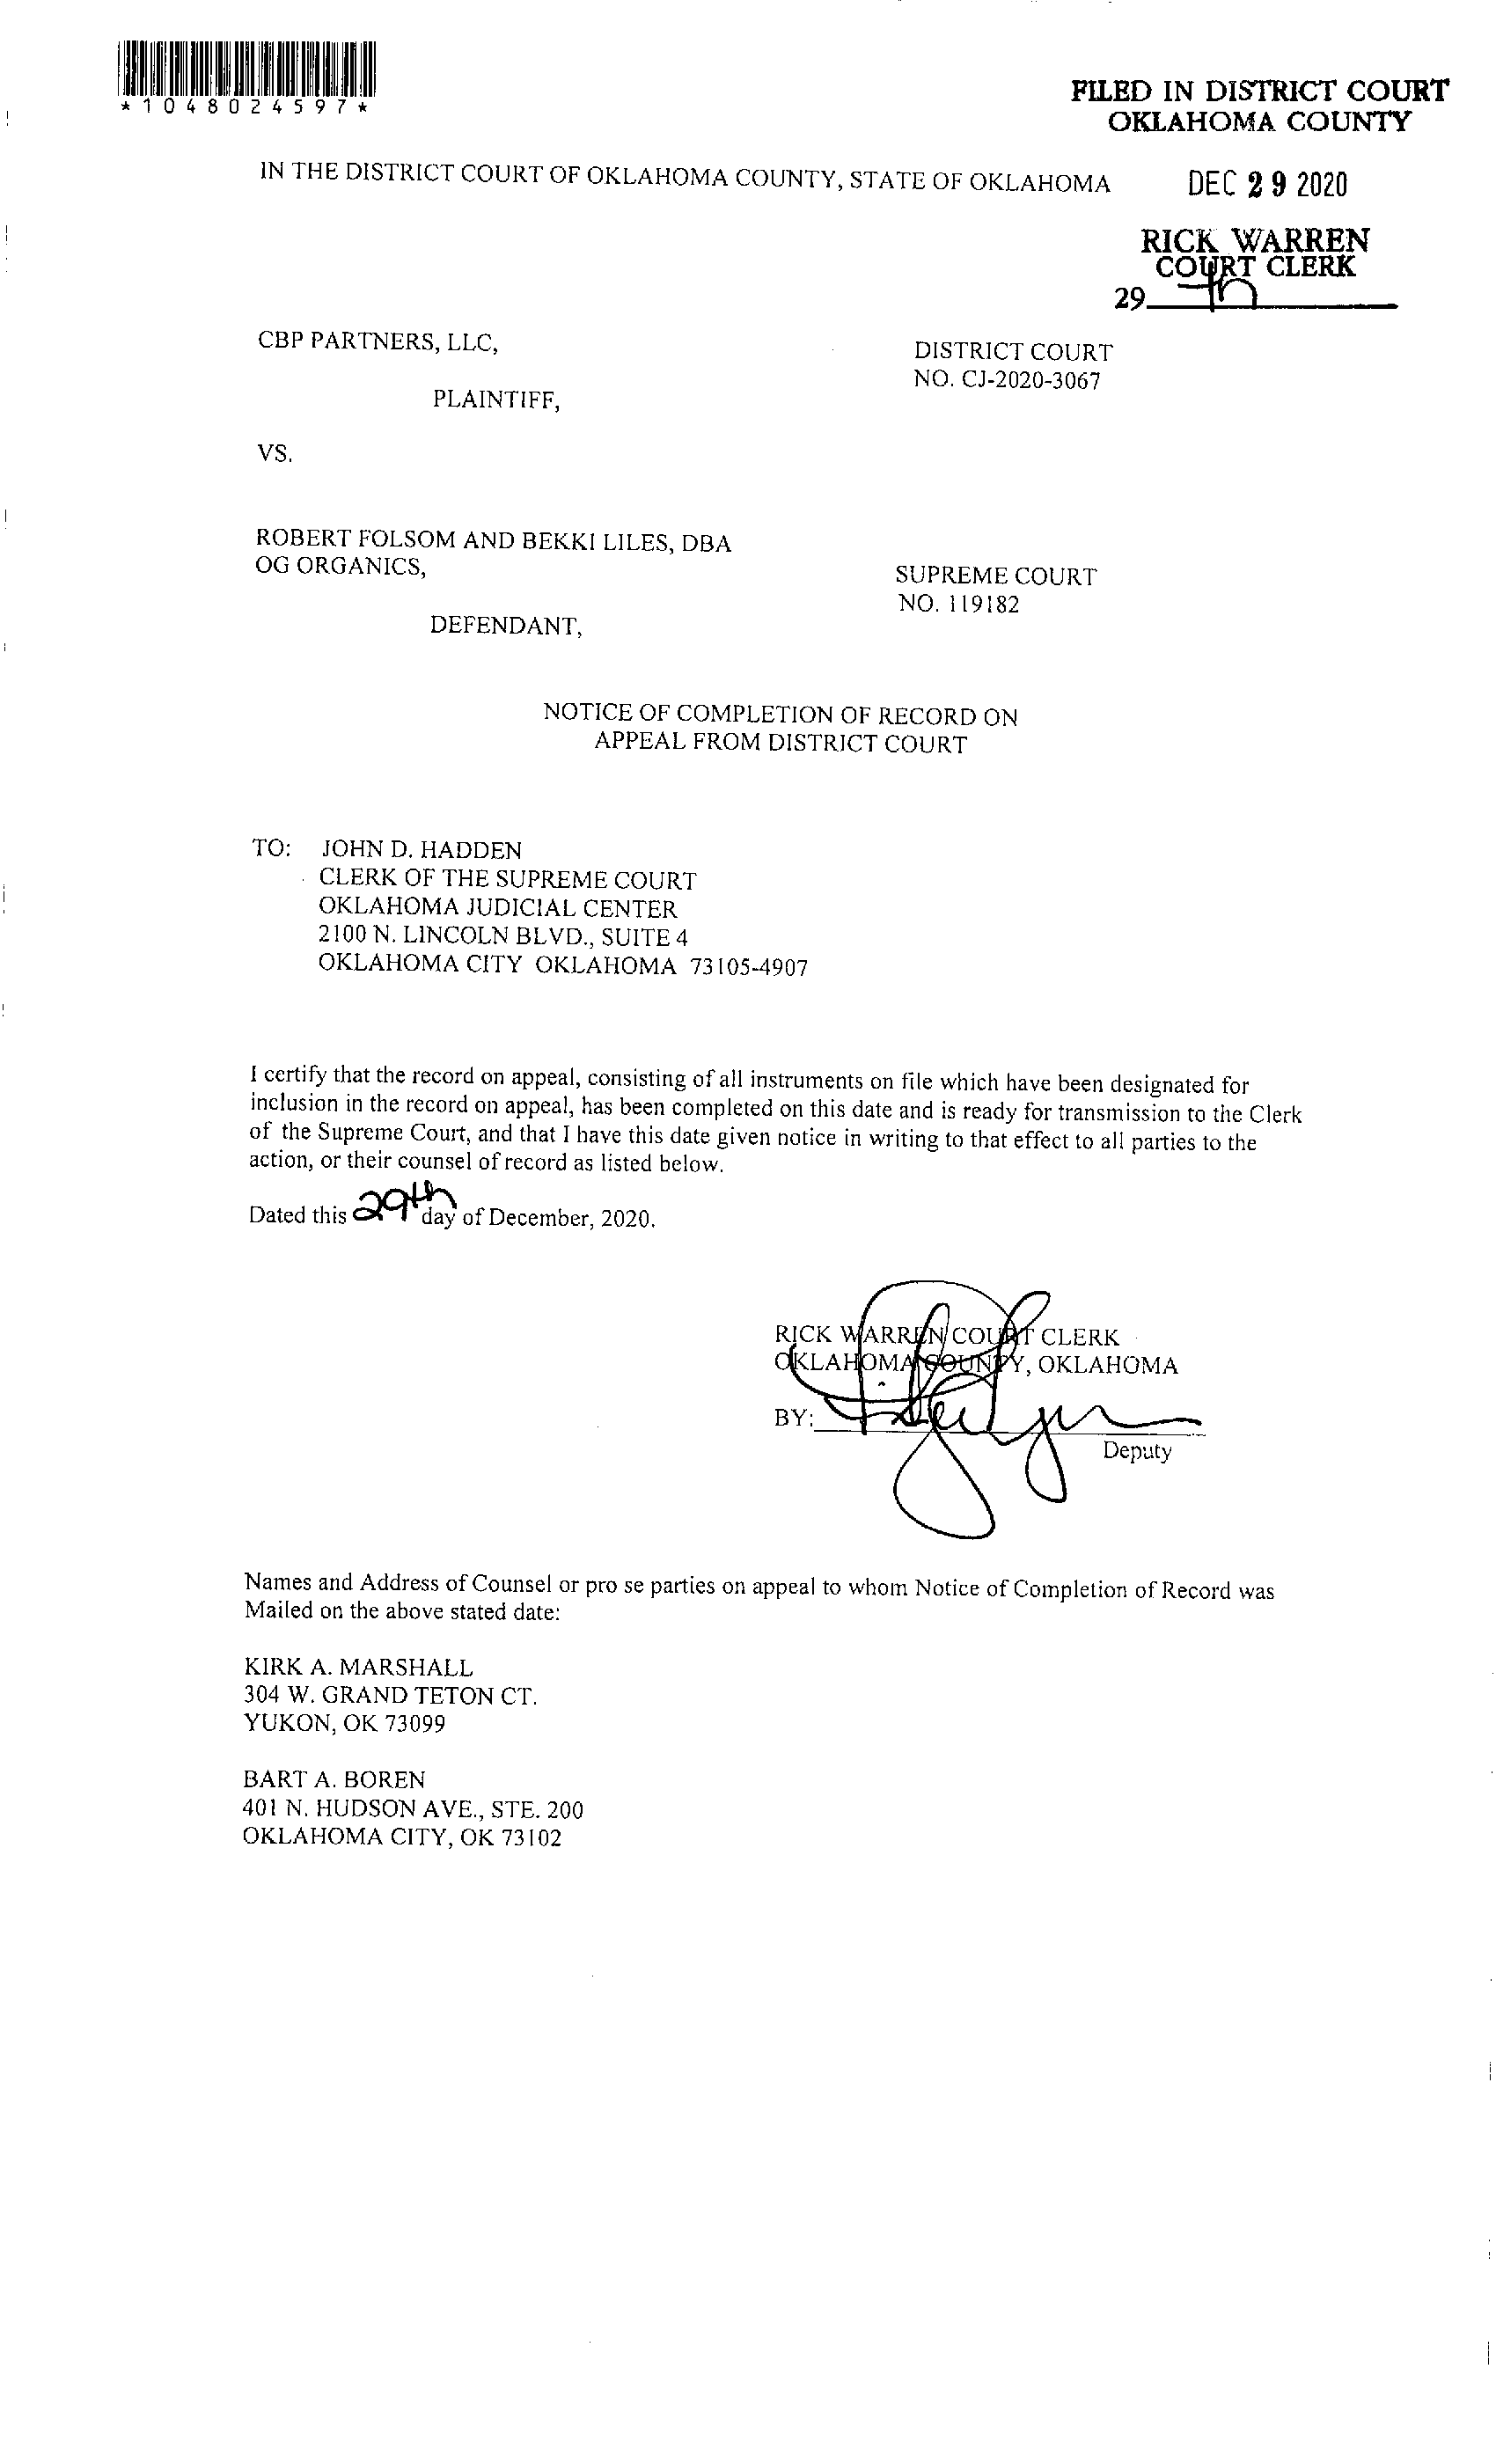 *1048024597*
FILED IN DISTRICT COURT
OKLAHOMA COUNTY
IN THE DISTRICT COURT OF OKLAHOMA COUNTY, STATE OF OKLAHOMA
DEC 29 2020
RICK WARREN
COURT CLERK
29
CBP PARTNERS, LLC,
DISTRICT COURT
NO. CJ-2020-3067
PLAINTIFF,
VS.
ROBERT FOLSOM AND BEKKI LILES, DBA
OG ORGANICS,
SUPREME COURT
NO. 119182
DEFENDANT,
NOTICE OF COMPLETION OF RECORD ON
APPEAL FROM DISTRICT COURT
TO: JOHN D. HADDEN
CLERK OF THE SUPREME COURT
OKLAHOMA JUDICIAL CENTER
2100 N. LINCOLN BLVD., SUITE 4
OKLAHOMA CITY OKLAHOMA 73105-4907
I certify that the record on appeal, consisting of all instruments on file which have been designated for
inclusion in the record on appeal, has been completed on this date and is ready for transmission to the Clerk
of the Supreme Court, and that I have this date given notice in writing to that effect to all parties to the
action, or their counsel of record as listed below.
Dated this 29th day of December, 2020.
RICK WARREN COURT CLERK
OKLAHOMA COUNTY, OKLAHOMA
BY:
Deputy
Names and Address of Counsel or pro se parties on appeal to whom Notice of Completion of Record was
Mailed on the above stated date:
KIRK A. MARSHALL
304 W. GRAND TETON CT.
YUKON, OK 73099
BART A. BOREN
401 N. HUDSON AVE., STE. 200
OKLAHOMA CITY, OK 73102